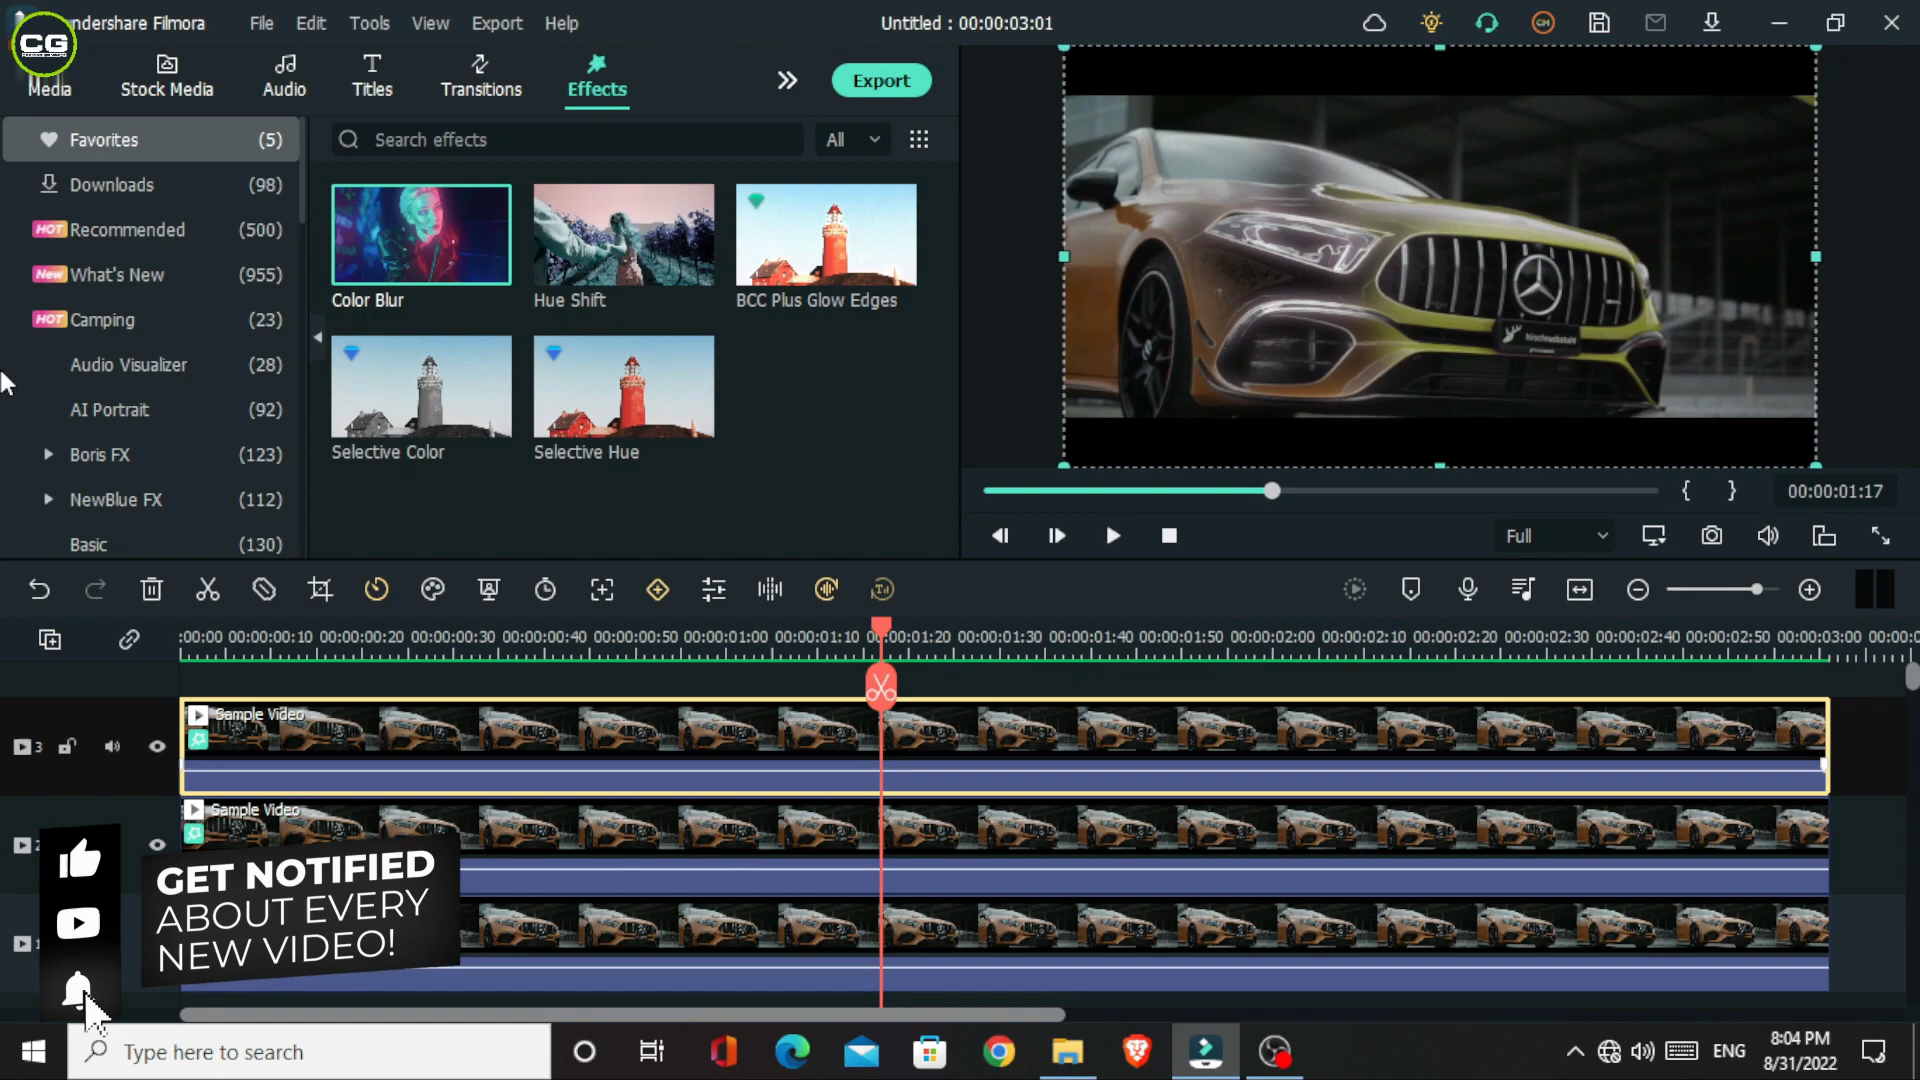 CG
ndershare Filmora
File
Edit
Tools
View
Export
Help
Untitled : 00:00:03:01
CH
Media
Stock Media
Audio
Titles
Transitions
Effects
Export
Favorites (5)
Downloads (98)
HOT Recommended (500)
New What's New (955)
HOT Camping (23)
Audio Visualizer (28)
AI Portrait (92)
Boris FX (123)
NewBlue FX (112)
Basic (130)
Search effects
All
Color Blur
Hue Shift
BCC Plus Glow Edges
Selective Color
Selective Hue
{ }
00:00:01:17
Full
:00:00 00:00:00:10 00:00:00:20 00:00:00:30 00:00:00:40 00:00:00:50 00:00:01:00 00:00:01:10 00:00:01:20 00:00:01:30 00:00:01:40 00:00:01:50 00:00:02:00 00:00:02:10 00:00:02:20 00:00:02:30 00:00:02:40 00:00:02:50 00:00:03:00 00:00:0
3
Sample Video
Sample Video
GET NOTIFIED
ABOUT EVERY
NEW VIDEO!
Type here to search
ENG
8:04 PM
8/31/2022